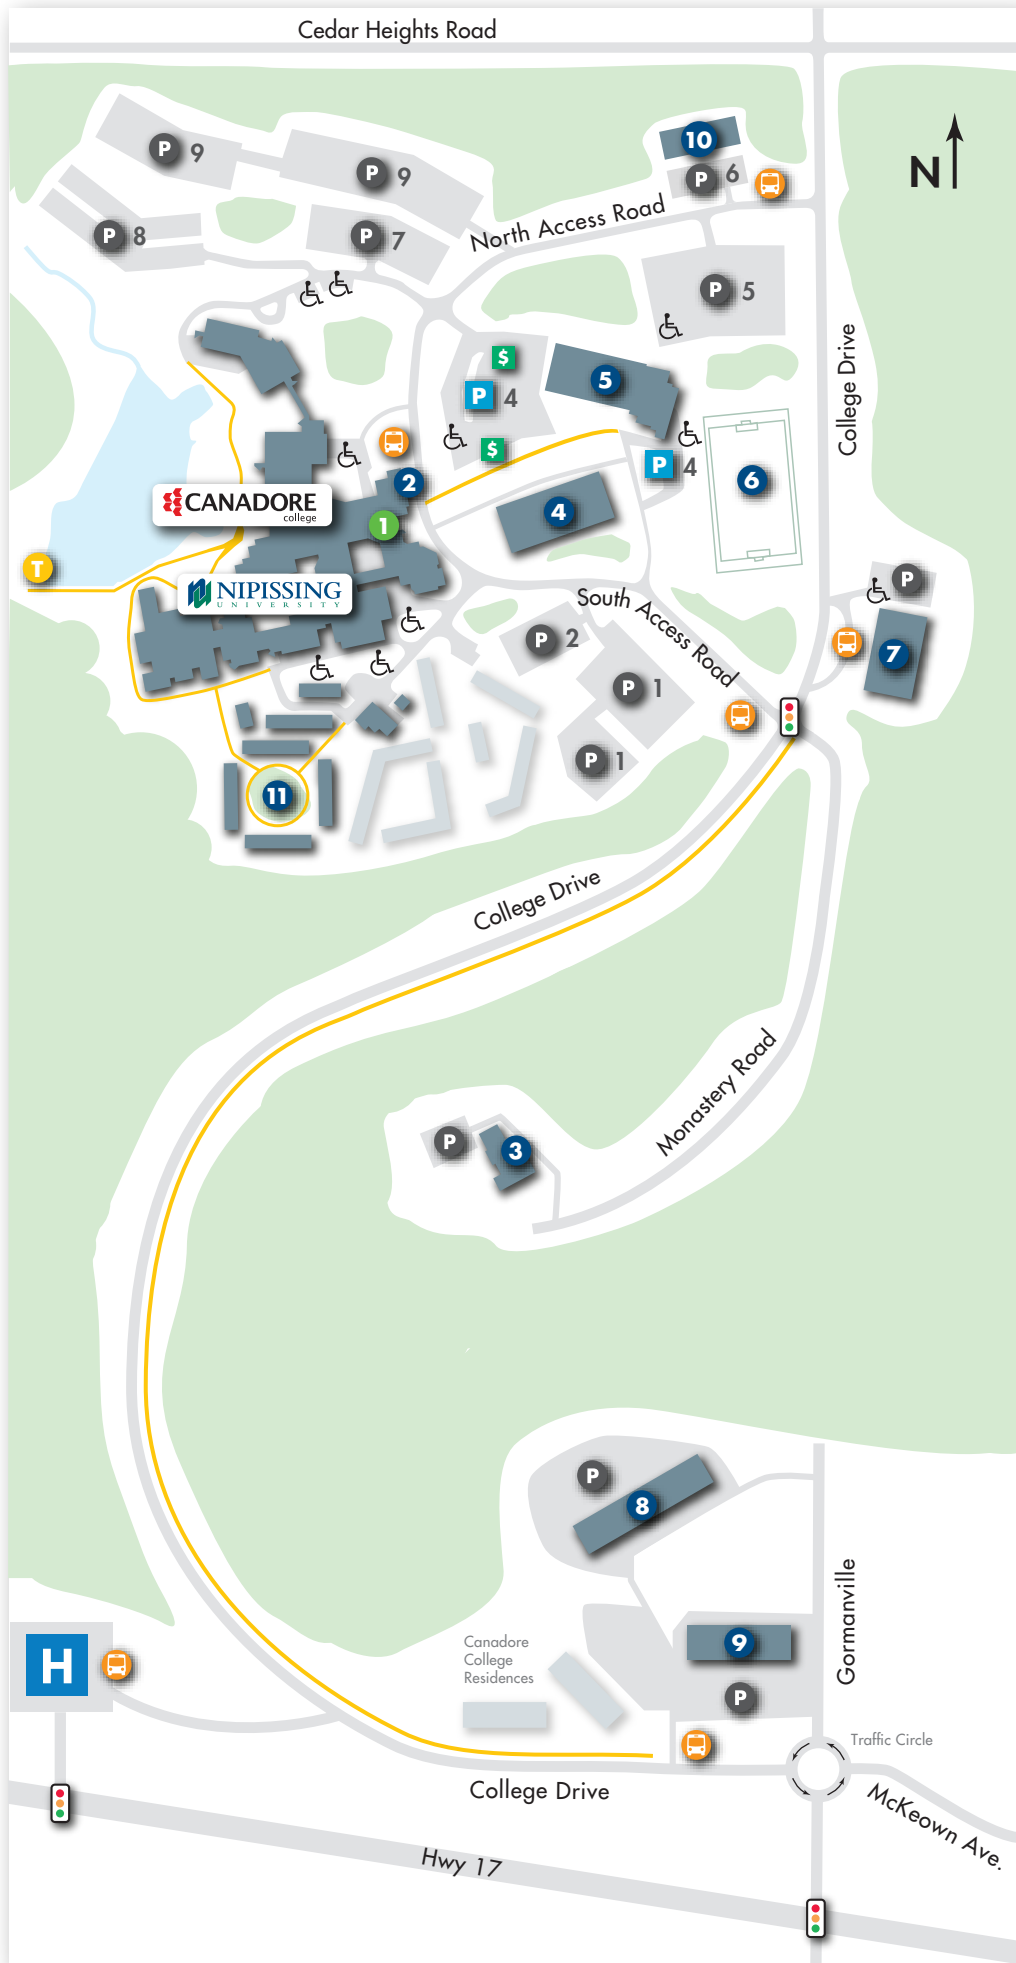 Cedar Heights Road
10
P 9
P 9
P 6
N
North Access Road
P 8
P 7
P 5
College Drive
$
5
P 4
$
2
P 4
6
CANADORE
college
4
1
T
NIPISSING
UNIVERSITY
P
South Access Road
P 2
7
P 1
P 1
11
College Drive
Monastery Road
P
3
P
8
Gormanville
9
H
Canadore
College
Residences
P
Traffic Circle
College Drive
McKeown Ave.
Hwy 17